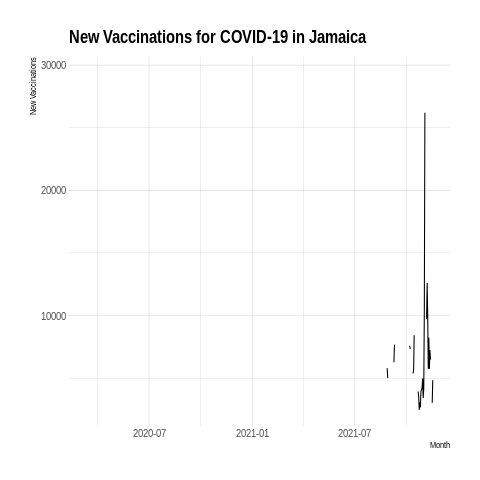 New Vaccinations for COVID-19 in Jamaica
New Vaccinations
30000
20000
10000
2020-07 2021-01 2021-07
Month